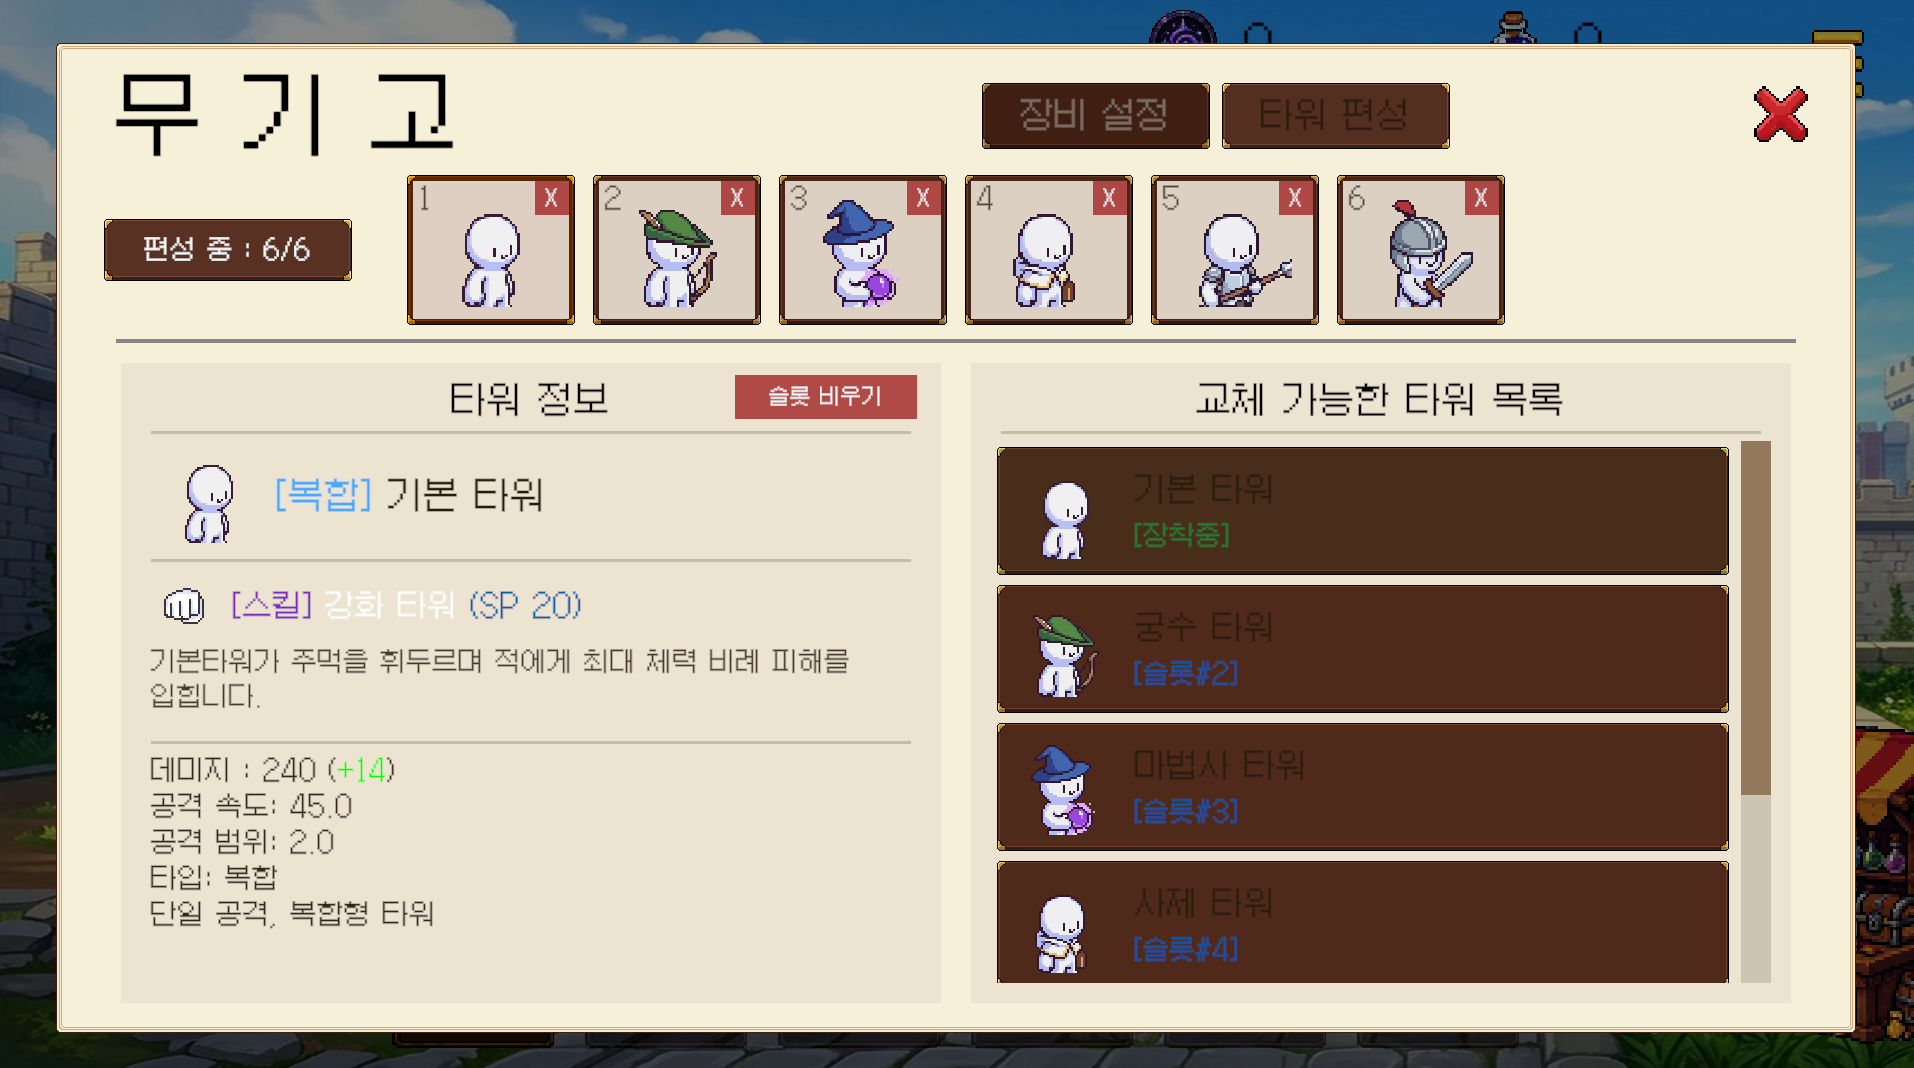 무기고
장비 설정
타워 편성
편성 중 : 6/6
1 X
2 X
3 X
4 X
5 X
6 X
타워 정보
슬롯 비우기
[복합] 기본 타워
[스킬] 강화 타워 (SP 20)
기본타워가 주먹을 휘두르며 적에게 최대 체력 비례 피해를
입힙니다.
데미지 : 240 (+14)
공격 속도: 45.0
공격 범위: 2.0
타입: 복합
단일 공격, 복합형 타워
교체 가능한 타워 목록
기본 타워
[장착중]
궁수 타워
[슬롯#2]
마법사 타워
[슬롯#3]
사제 타워
[슬롯#4]